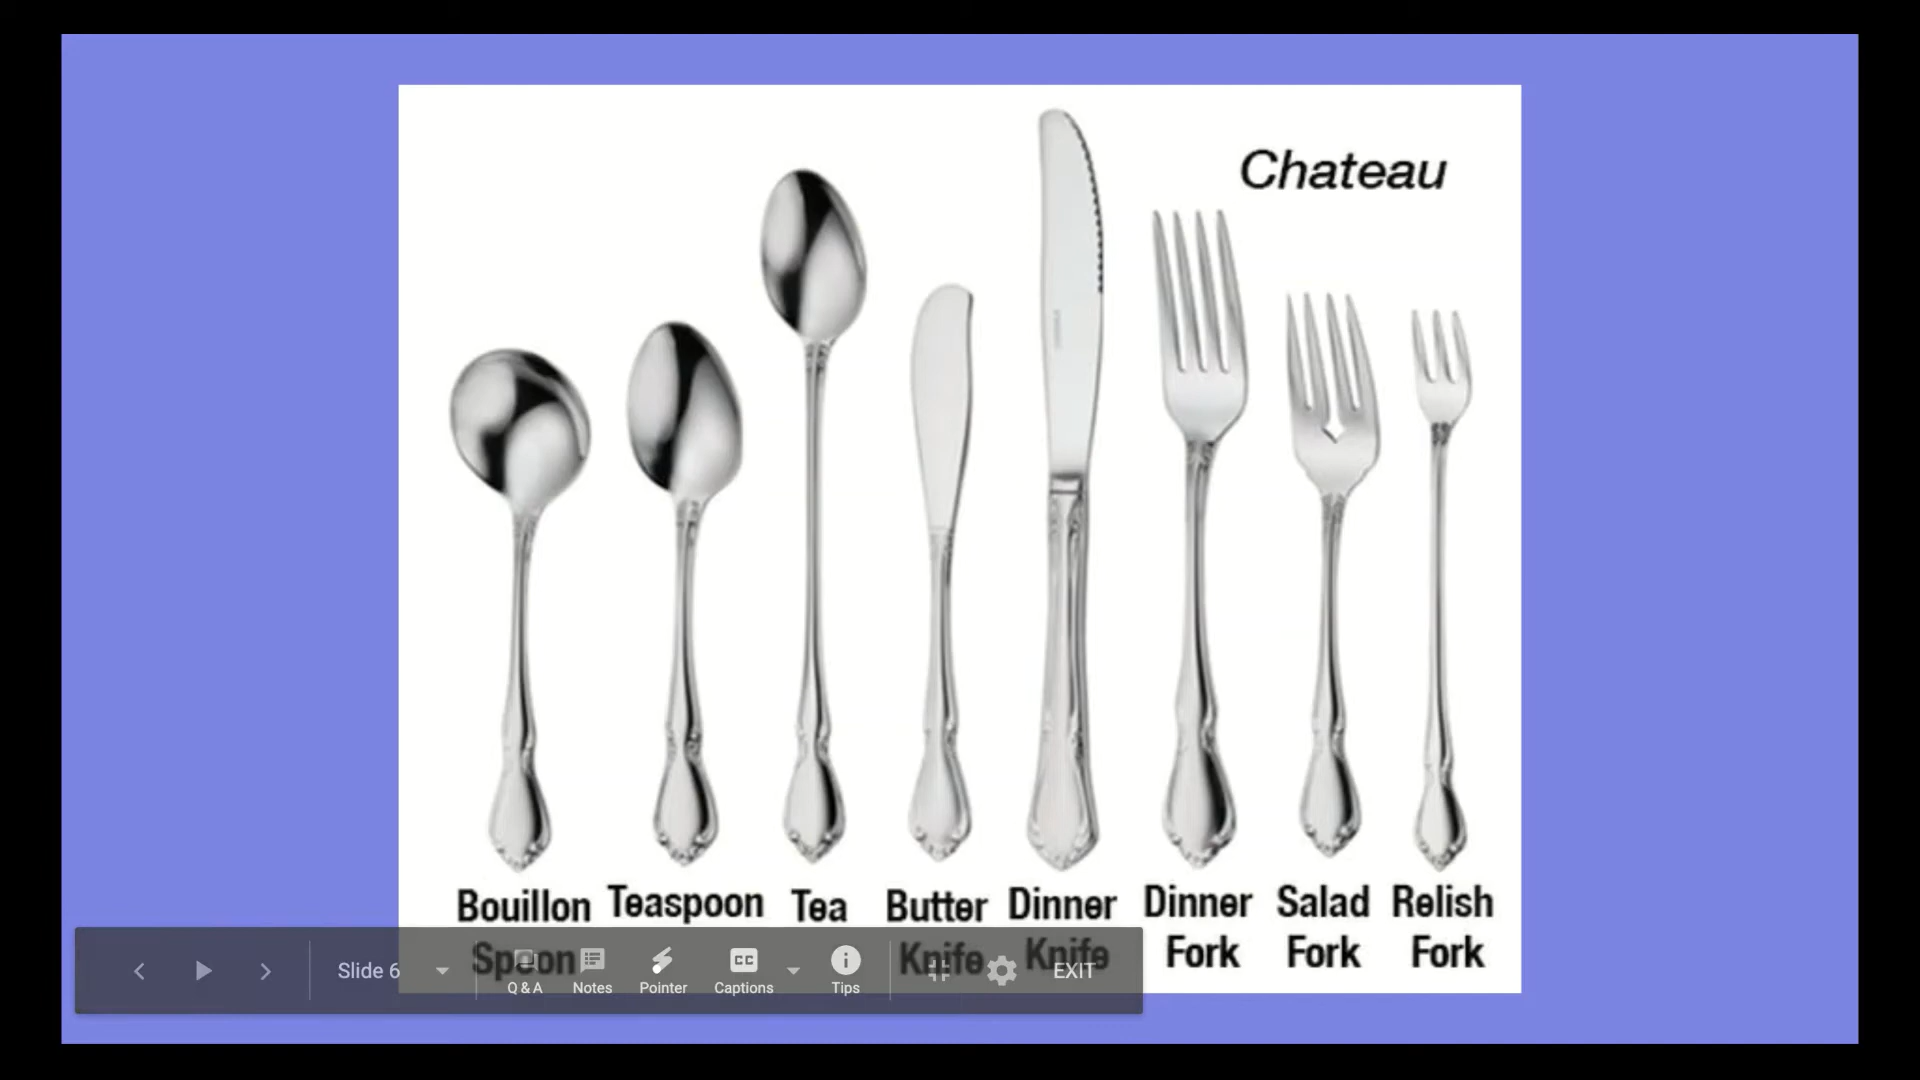 Chateau
Bouillon Teaspoon Tea Butter Dinner Dinner Salad Relish
Spoon Knife Knife Fork Fork Fork
Slide 6
Q & A Notes Pointer CC Captions Tips EXIT